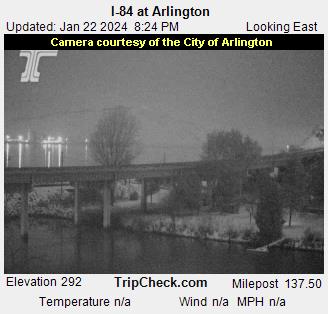 I-84 at Arlington
Updated: Jan 22 2024 8:24 PM Looking East
Camera courtesy of the City of Arlington
Elevation 292 TripCheck.com Milepost 137.50
Temperature n/a Wind n/a MPH n/a